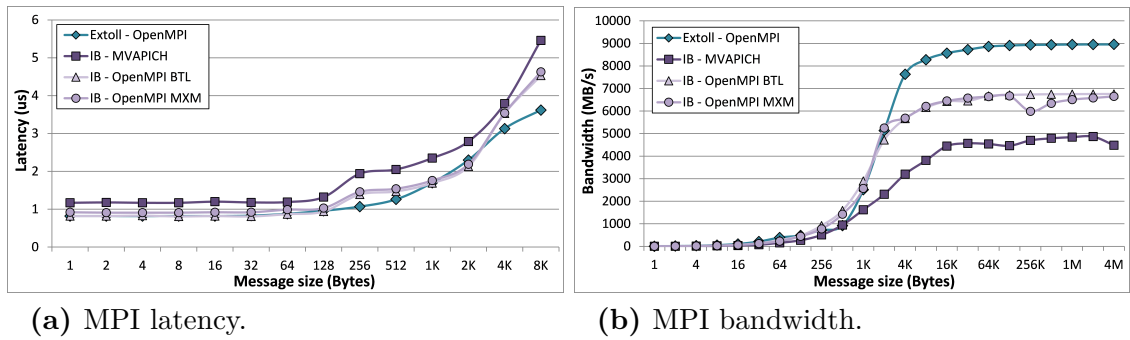 6
5
4
3
2
1
0
Latency (us)
Extoll - OpenMPI
IB - MVAPICH
IB - OpenMPI BTL
IB - OpenMPI MXM
1 2 4 8 16 32 64 128 256 512 1K 2K 4K 8K
Message size (Bytes)
(a) MPI latency.
10000
9000
8000
7000
6000
5000
4000
3000
2000
1000
0
Bandwidth (MB/s)
Extoll - OpenMPI
IB - MVAPICH
IB - OpenMPI BTL
IB - OpenMPI MXM
1 4 16 64 256 1K 4K 16K 64K 256K 1M 4M
Message size (Bytes)
(b) MPI bandwidth.